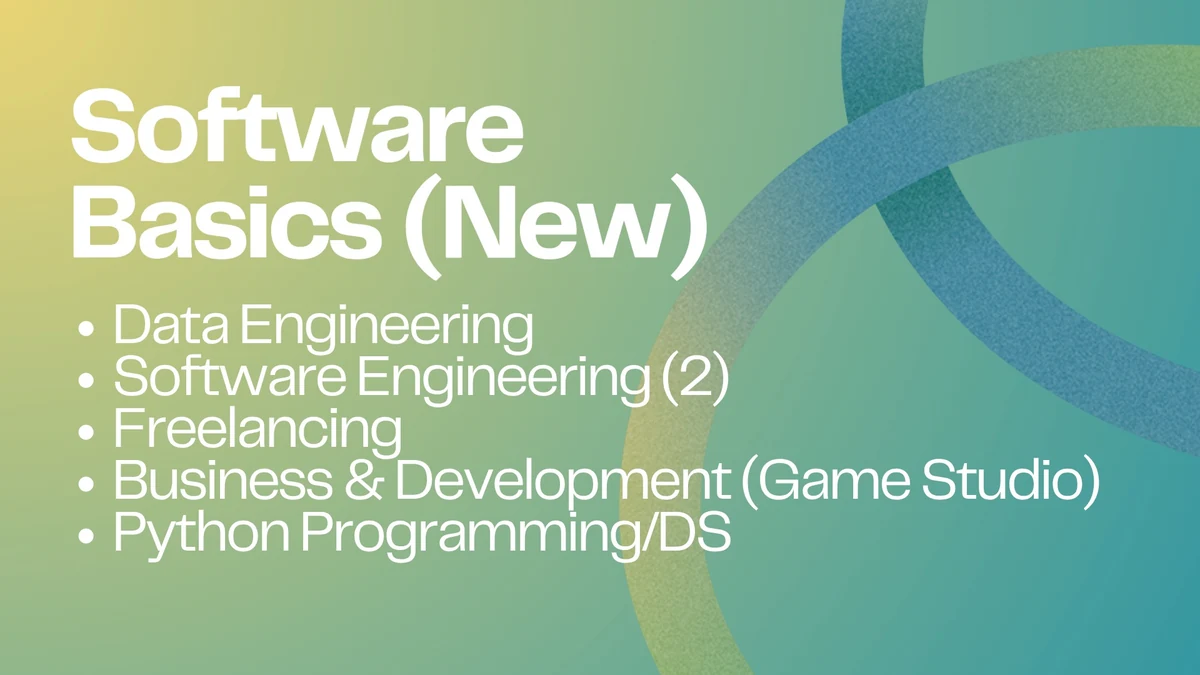 Software
Basics (New)
• Data Engineering
• Software Engineering (2)
• Freelancing
• Business & Development (Game Studio)
• Python Programming/DS